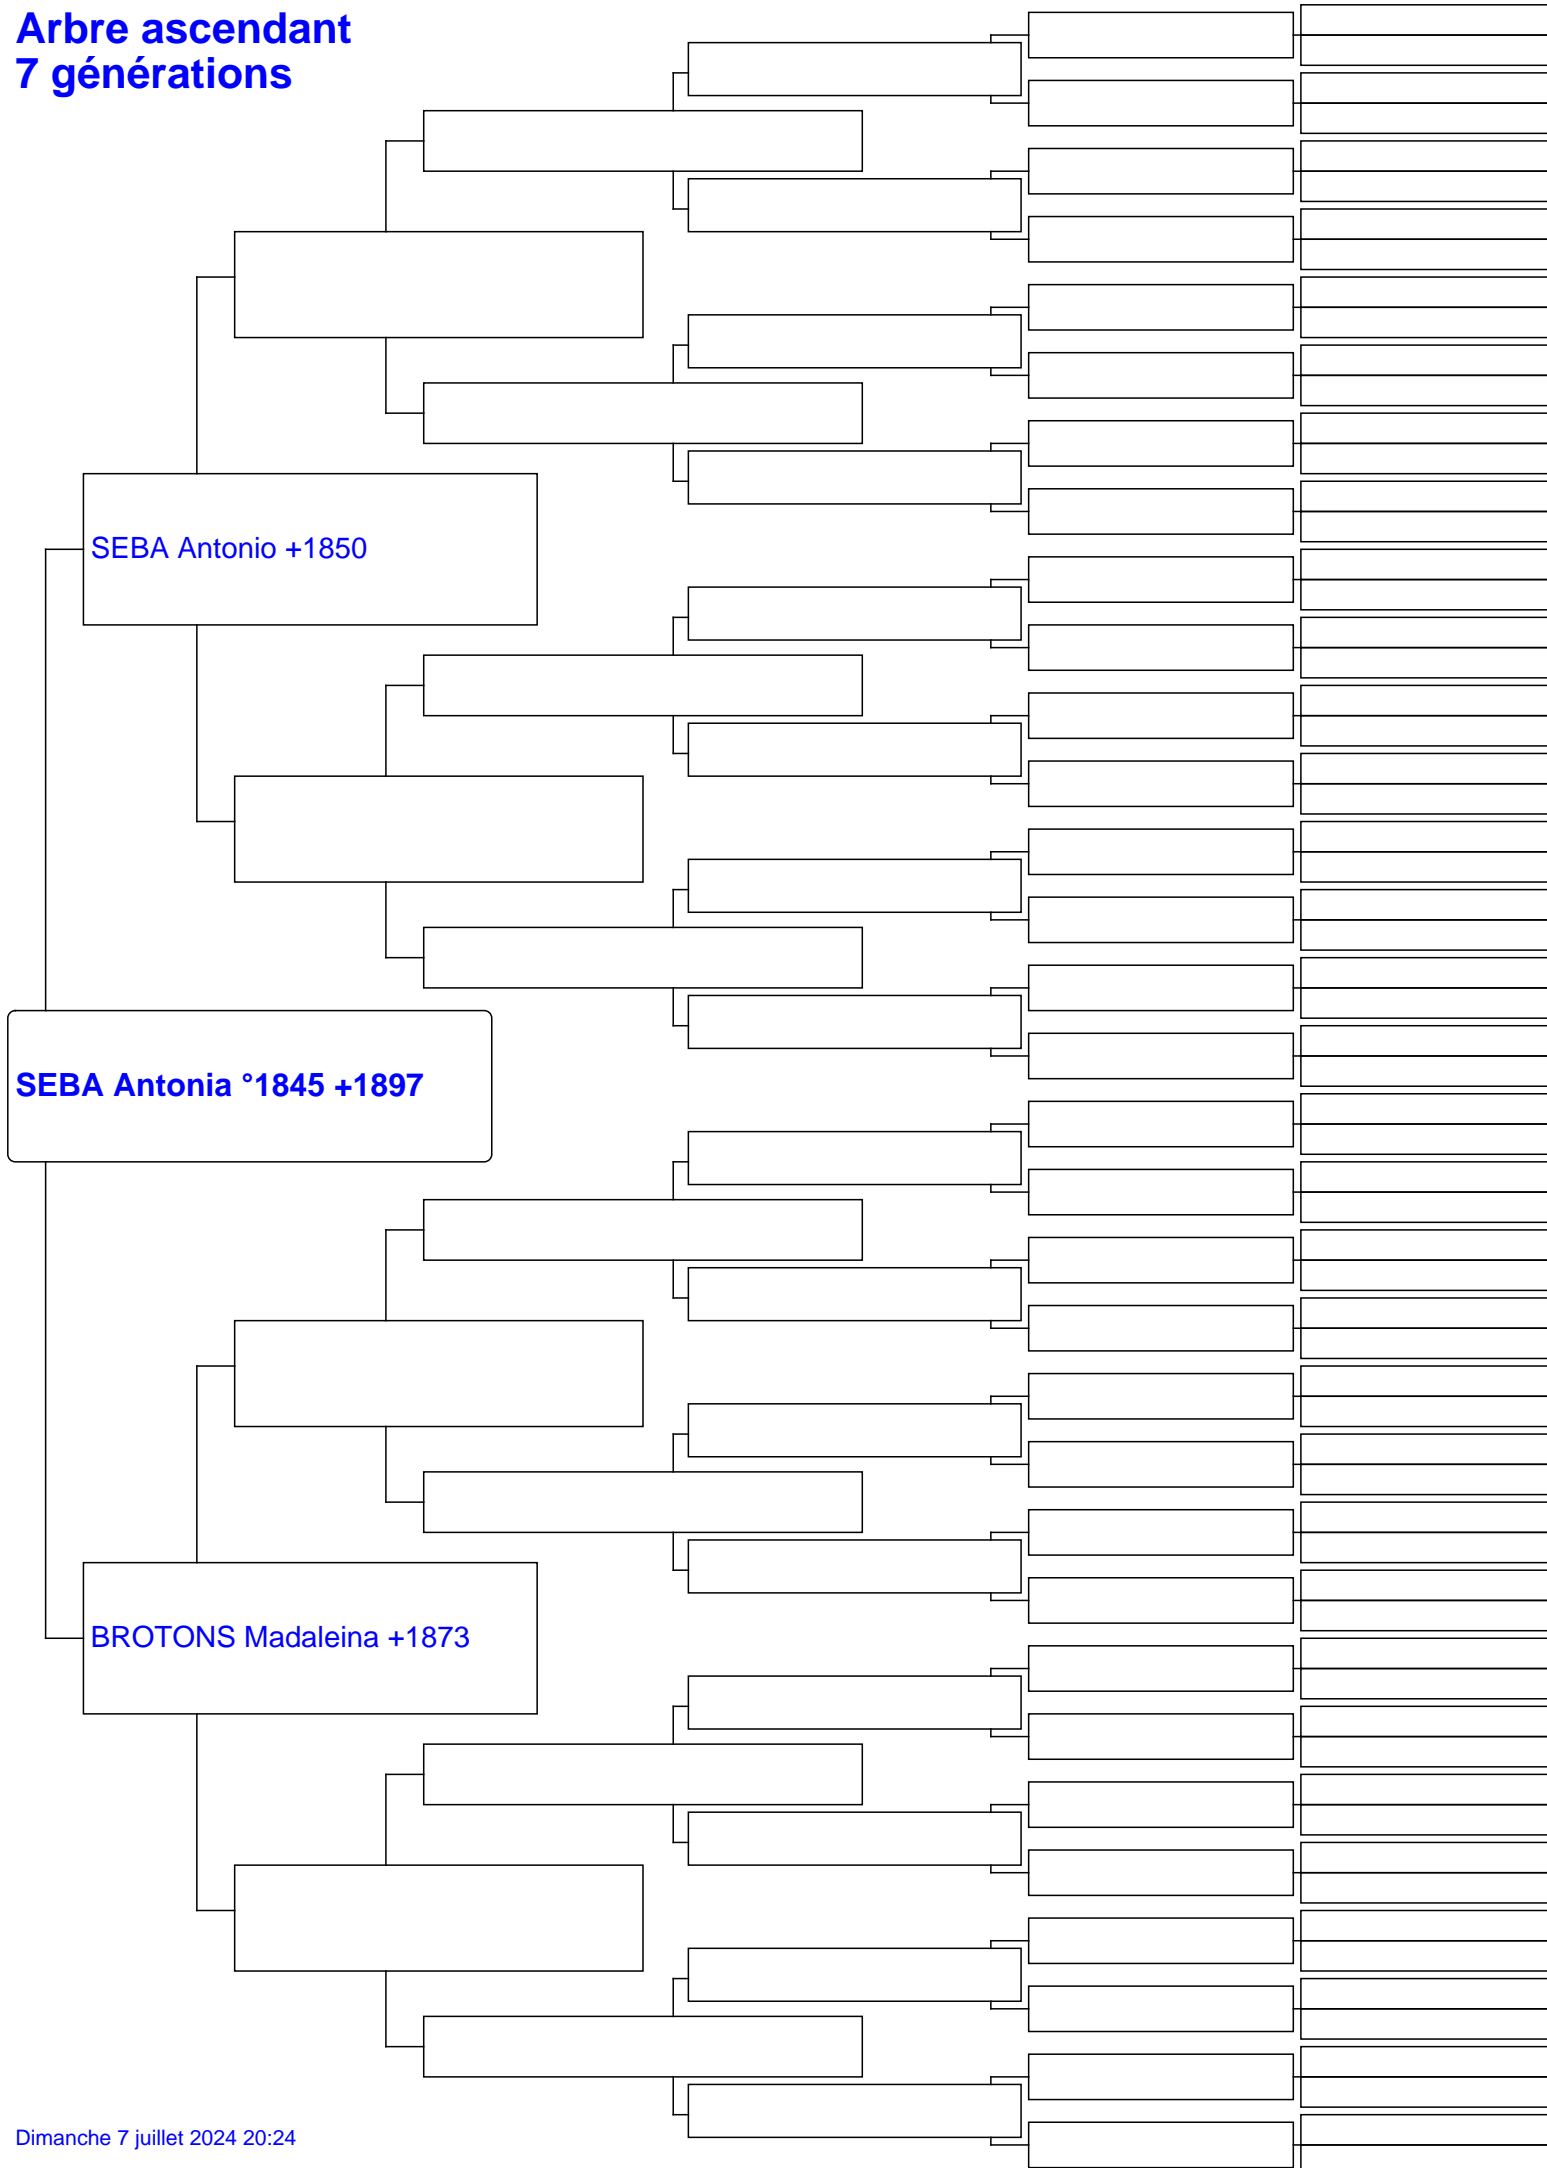 Arbre ascendant
7 générations
SEBA Antonio +1850
SEBA Antonia °1845 +1897
BROTONS Madaleina +1873
Dimanche 7 juillet 2024 20:24